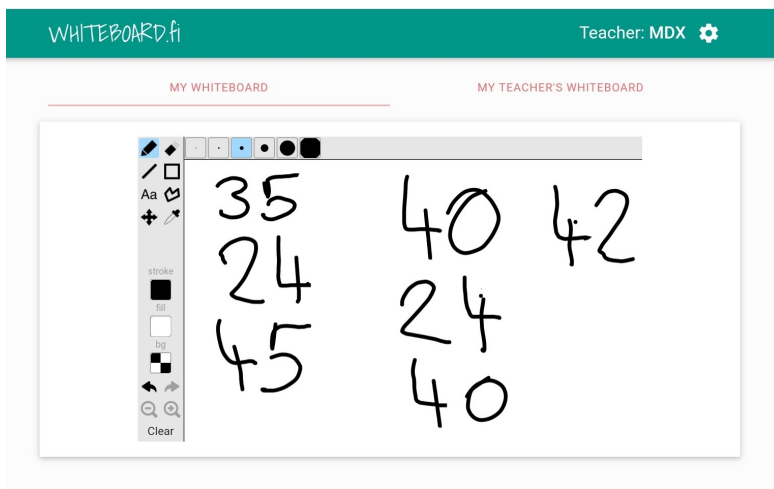 WHITEBOARD.fi
Teacher: MDX
MY WHITEBOARD
MY TEACHER'S WHITEBOARD
Aa
stroke
fill
bg
Clear
35 40 42
24 24
45 40